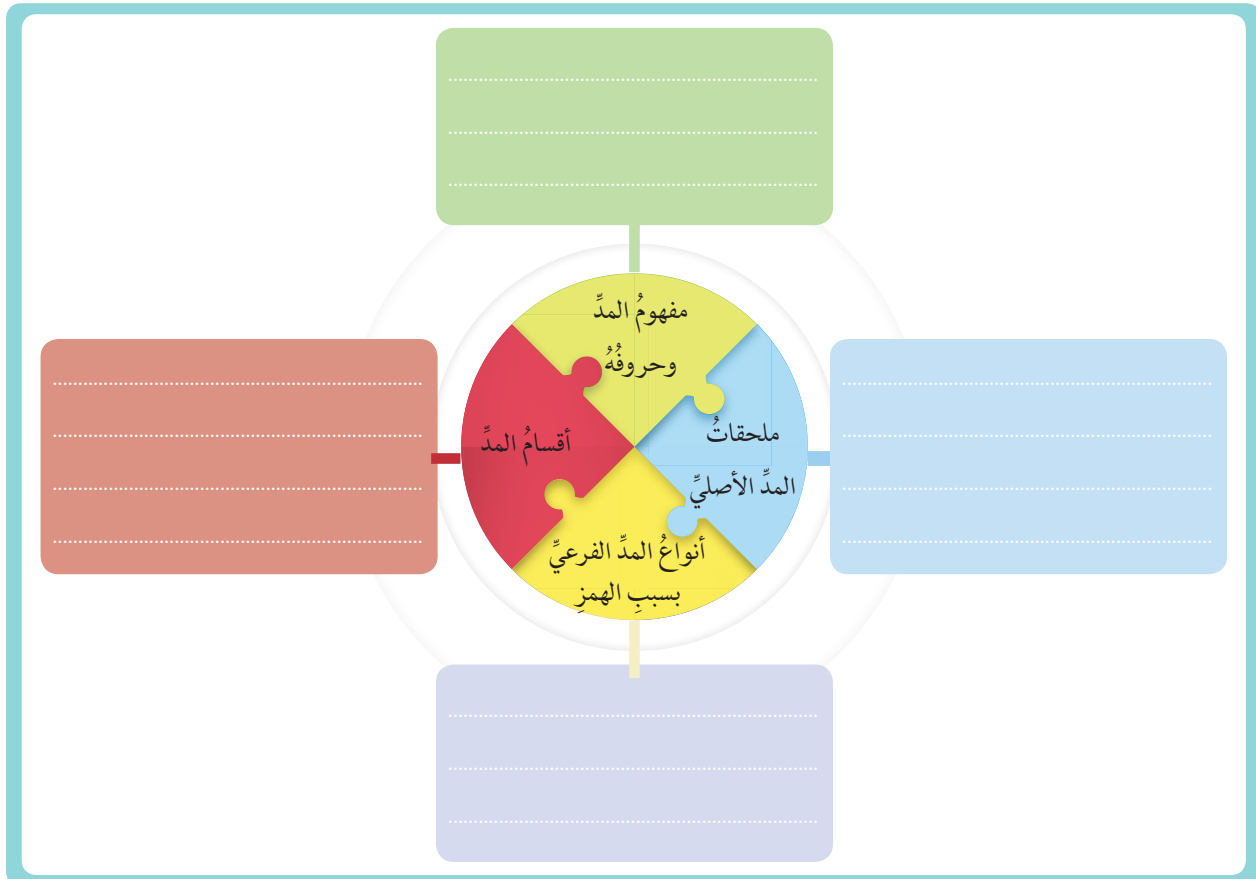 مفهومُ المدِّ
وحروفُهُ
ملحقاتُ
المدِّ الأصليِّ
أقسامُ المدِّ
أنواعُ المدِّ الفرعيِّ
بسببِ الهمزِ